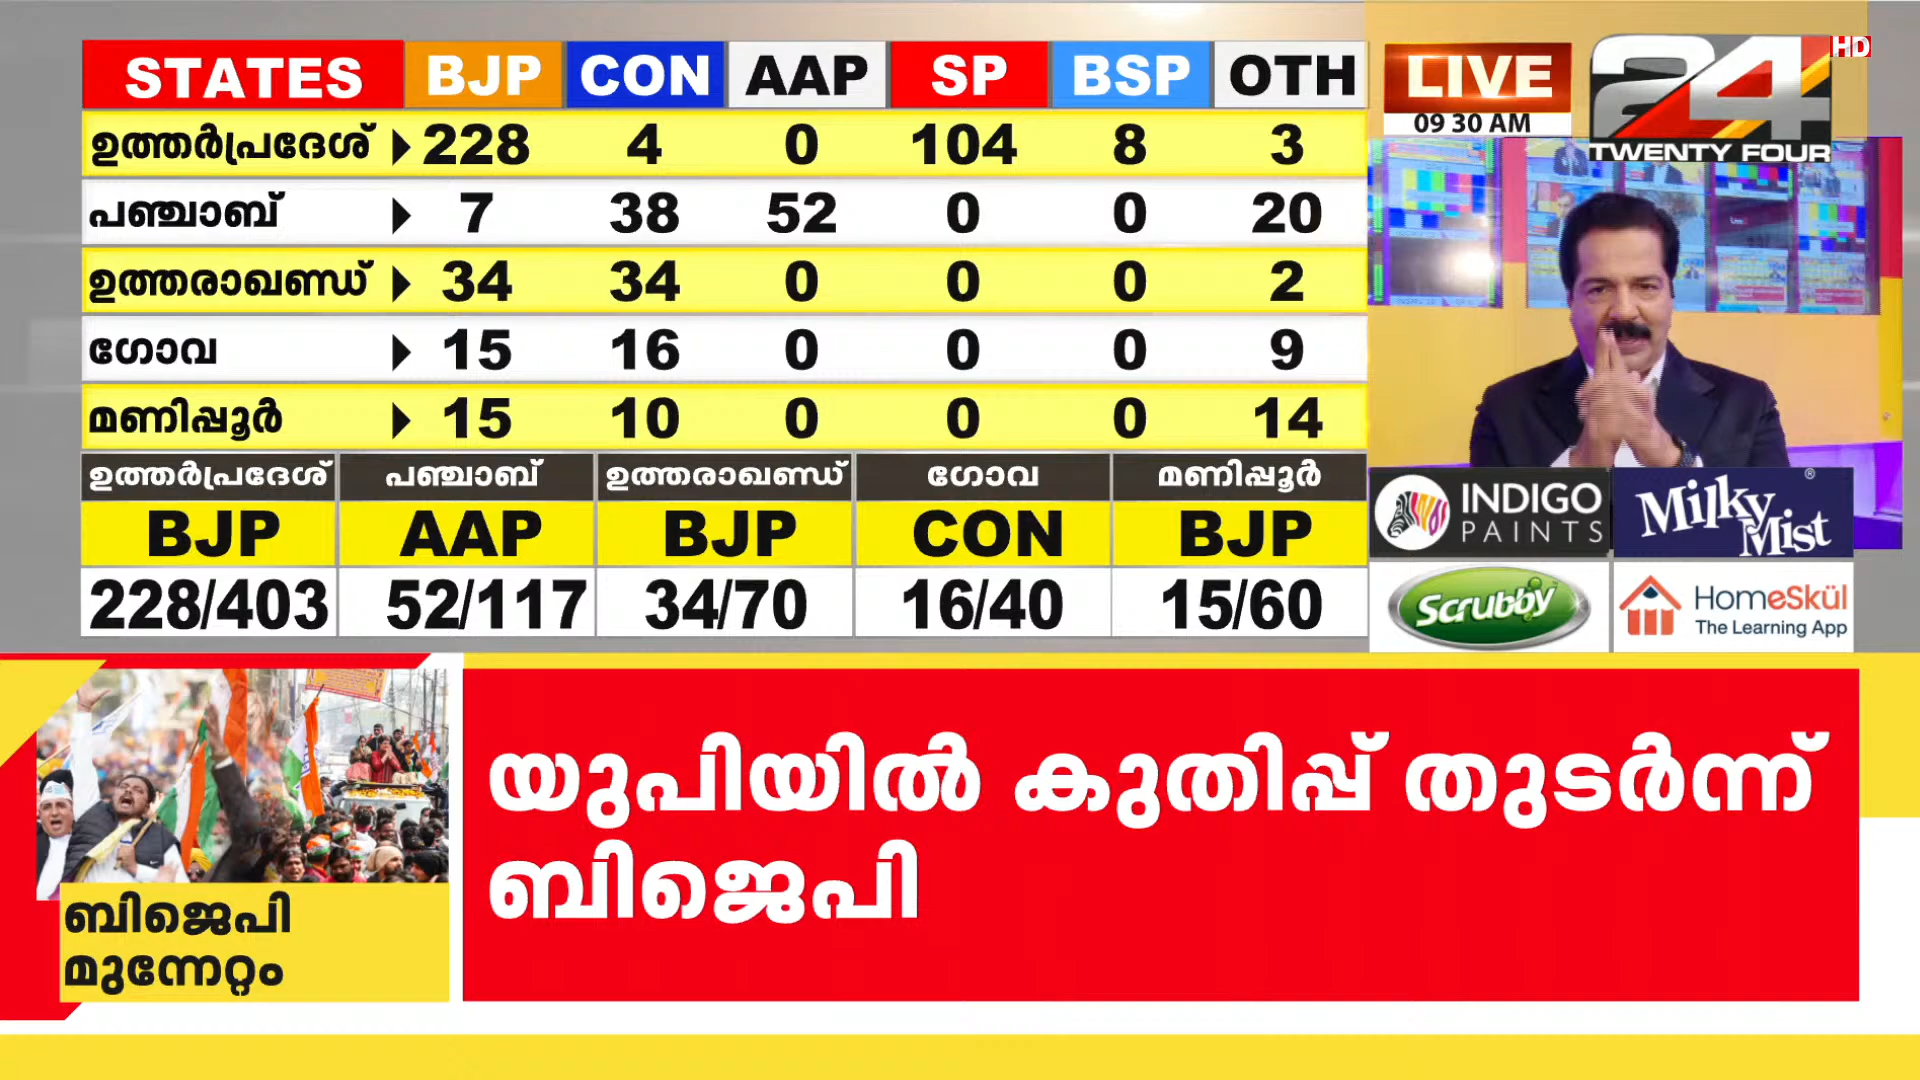 STATES BJP CON AAP SP BSP OTH
ഉത്തർപ്രദേശ് 228 4 0 104 8 3
പഞ്ചാബ് 7 38 52 0 0 20
ഉത്തരാഖണ്ഡ് 34 34 0 0 0 2
ഗോവ 15 16 0 0 0 9
മണിപ്പൂർ 15 10 0 0 0 14
ഉത്തർപ്രദേശ് പഞ്ചാബ് ഉത്തരാഖണ്ഡ് ഗോവ മണിപ്പൂർ
BJP AAP BJP CON BJP
228/403 52/117 34/70 16/40 15/60
LIVE
09 30 AM
24
HD
TWENTY FOUR
INDIGO
PAINTS
Milky
Mist
®
Scrubby
HomeSkül
The Learning App
ബിജെപി
മുന്നേറ്റം
യുപിയിൽ കുതിപ്പ് തുടർന്ന്
ബിജെപി